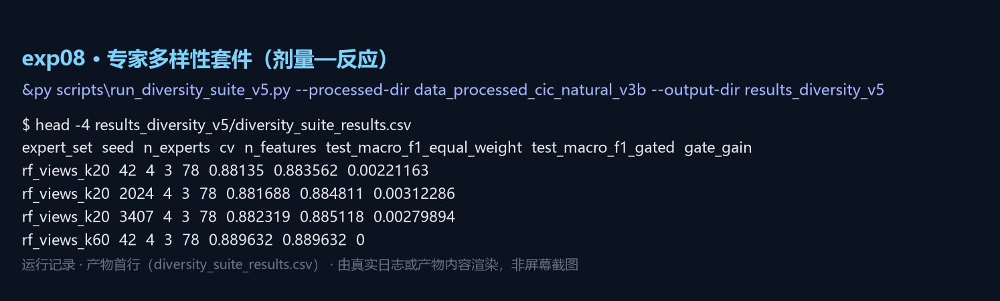 exp08 • 专家多样性套件（剂量—反应）
&py scripts\run_diversity_suite_v5.py --processed-dir data_processed_cic_natural_v3b --output-dir results_diversity_v5
$ head -4 results_diversity_v5/diversity_suite_results.csv
expert_set seed n_experts cv n_features test_macro_f1_equal_weight test_macro_f1_gated gate_gain
rf_views_k20 42 4 3 78 0.88135 0.883562 0.00221163
rf_views_k20 2024 4 3 78 0.881688 0.884811 0.00312286
rf_views_k20 3407 4 3 78 0.882319 0.885118 0.00279894
rf_views_k60 42 4 3 78 0.889632 0.889632 0
运行记录 · 产物首行（diversity_suite_results.csv） · 由真实日志或产物内容渲染，非屏幕截图